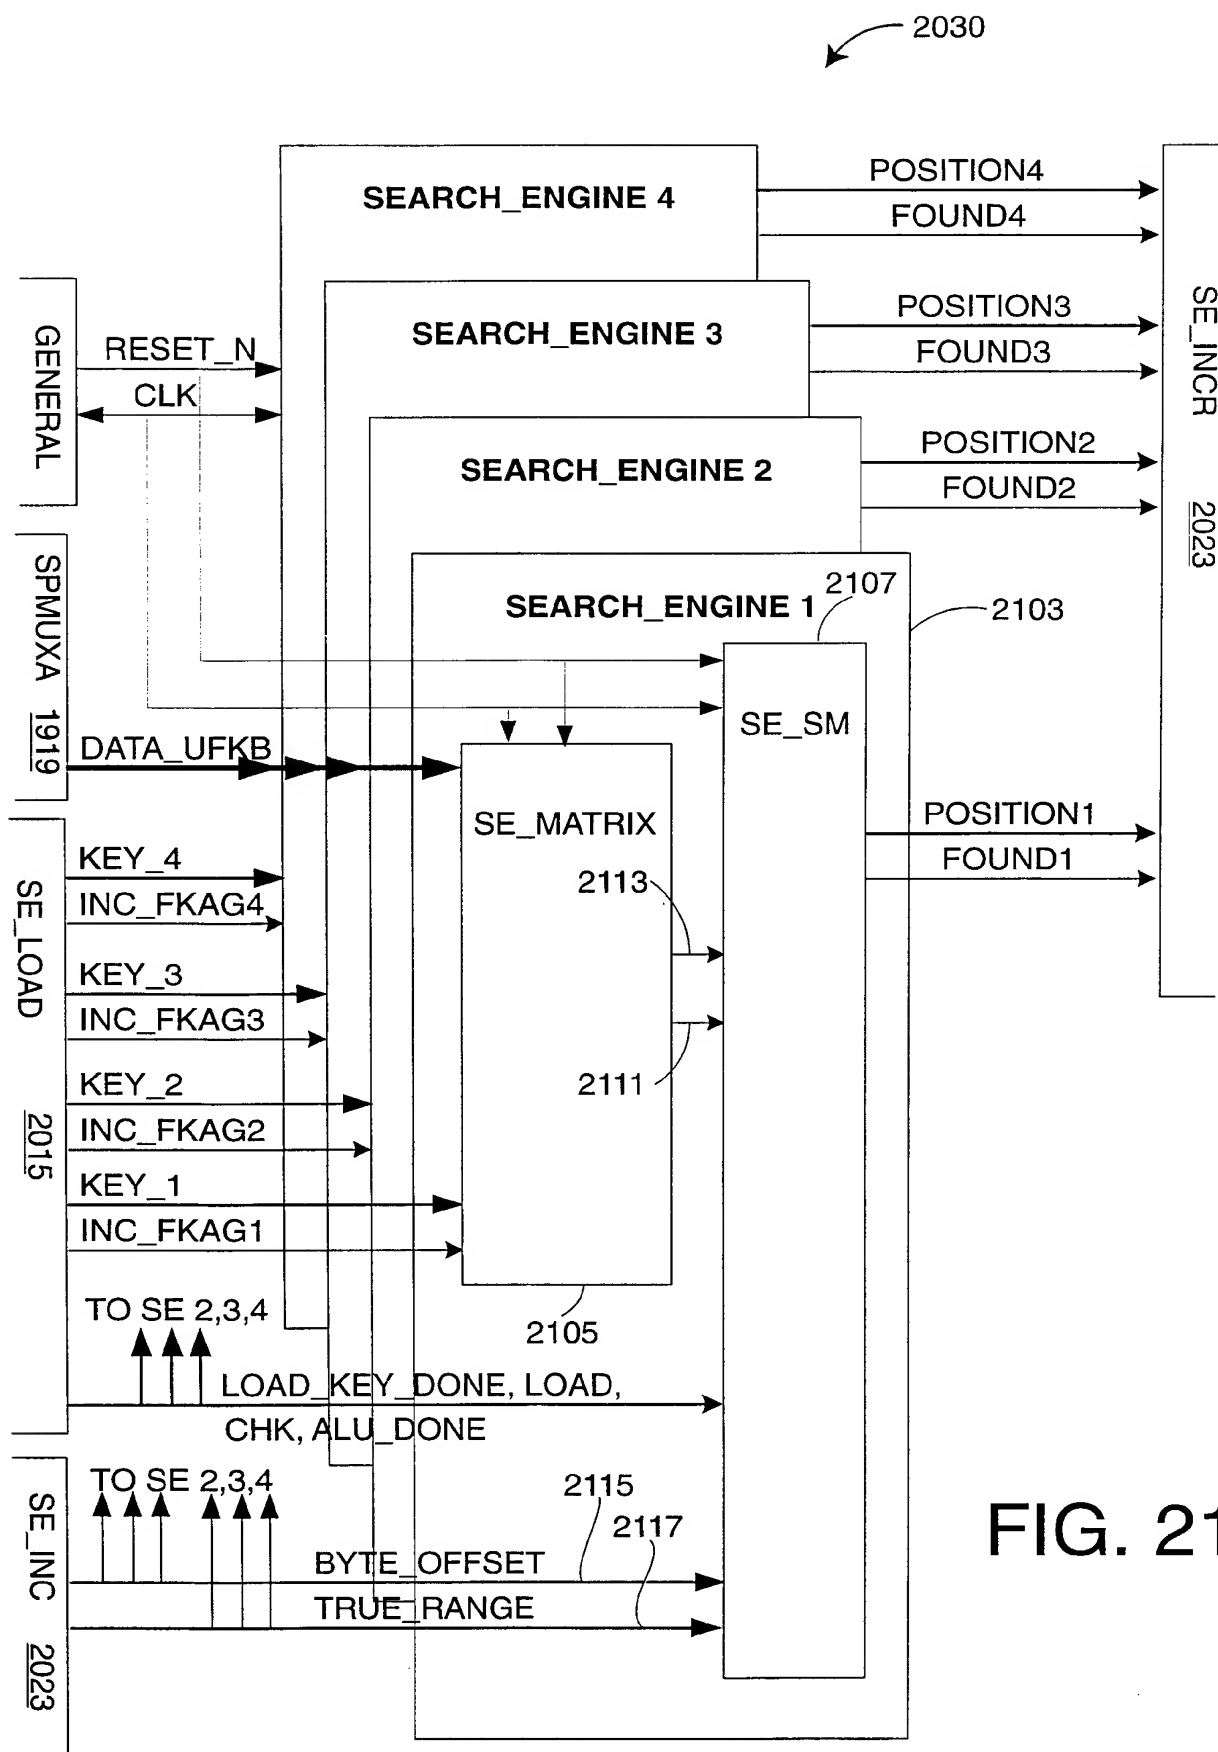 2030
SEARCH_ENGINE 4
POSITION4
FOUND4
SEARCH_ENGINE 3
POSITION3
FOUND3
SE_INCR 2023
GENERAL
RESET_N
CLK
SEARCH_ENGINE 2
POSITION2
FOUND2
SPMUXA 1919
2107
SEARCH_ENGINE 1
2103
SE_SM
DATA_UFKB
SE_MATRIX
POSITION1
FOUND1
SE_LOAD 2015
KEY_4
INC_FKAG4
2113
KEY_3
INC_FKAG3
2111
KEY_2
INC_FKAG2
KEY_1
INC_FKAG1
TO SE 2,3,4
2105
LOAD_KEY_DONE, LOAD,
CHK, ALU_DONE
SE_INC 2023
TO SE 2,3,4
2115
2117
BYTE_OFFSET
TRUE_RANGE
FIG. 21